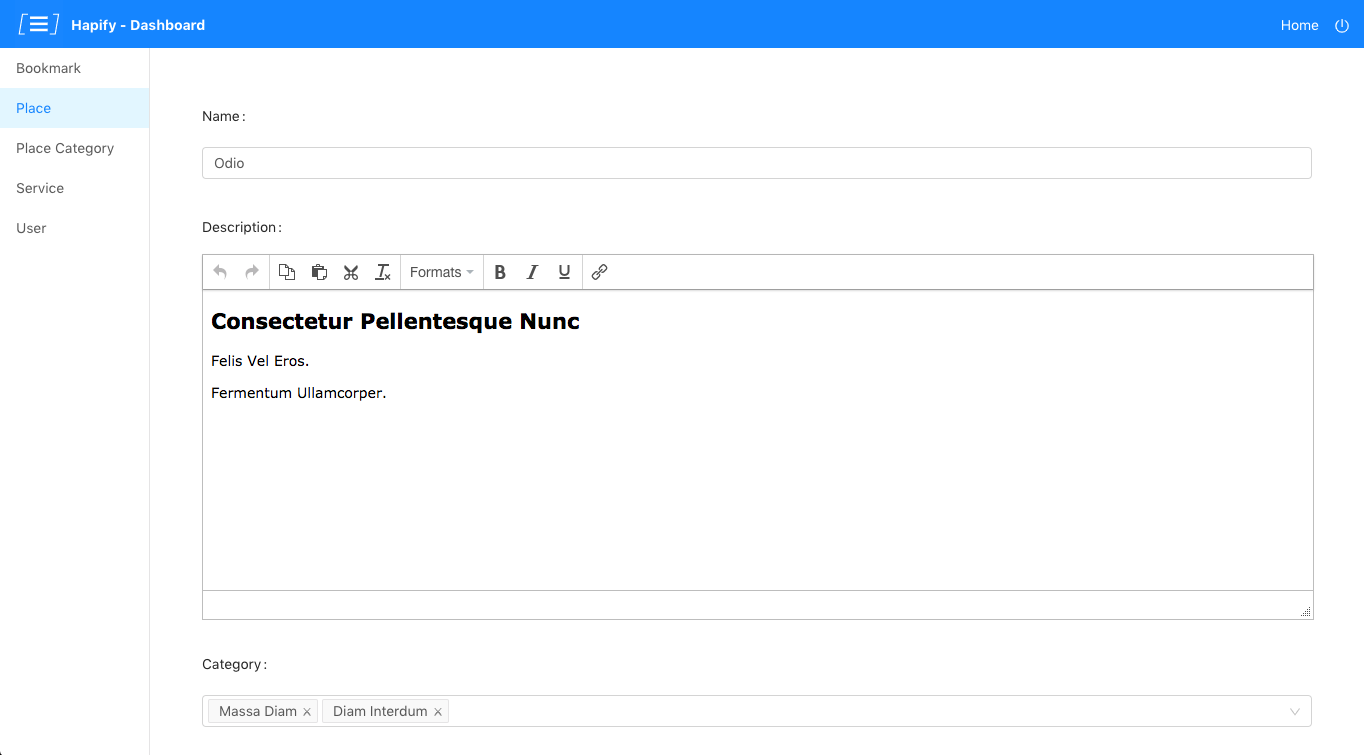 Hapify - Dashboard
Home
Bookmark
Place
Place Category
Service
User
Name :
Odio
Description :
Formats
B I U
Consectetur Pellentesque Nunc
Felis Vel Eros.
Fermentum Ullamcorper.
Category :
Massa Diam × Diam Interdum ×